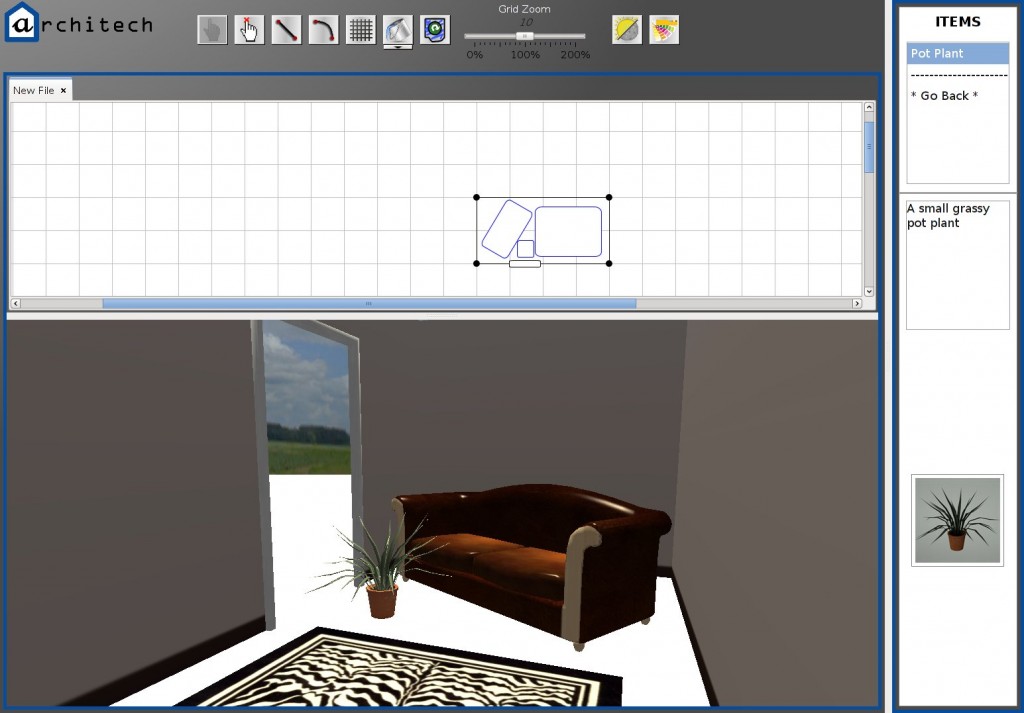 architech
Grid Zoom
10
0% 100% 200%
New File ×
ITEMS
Pot Plant
--------------------
* Go Back *
A small grassy
pot plant